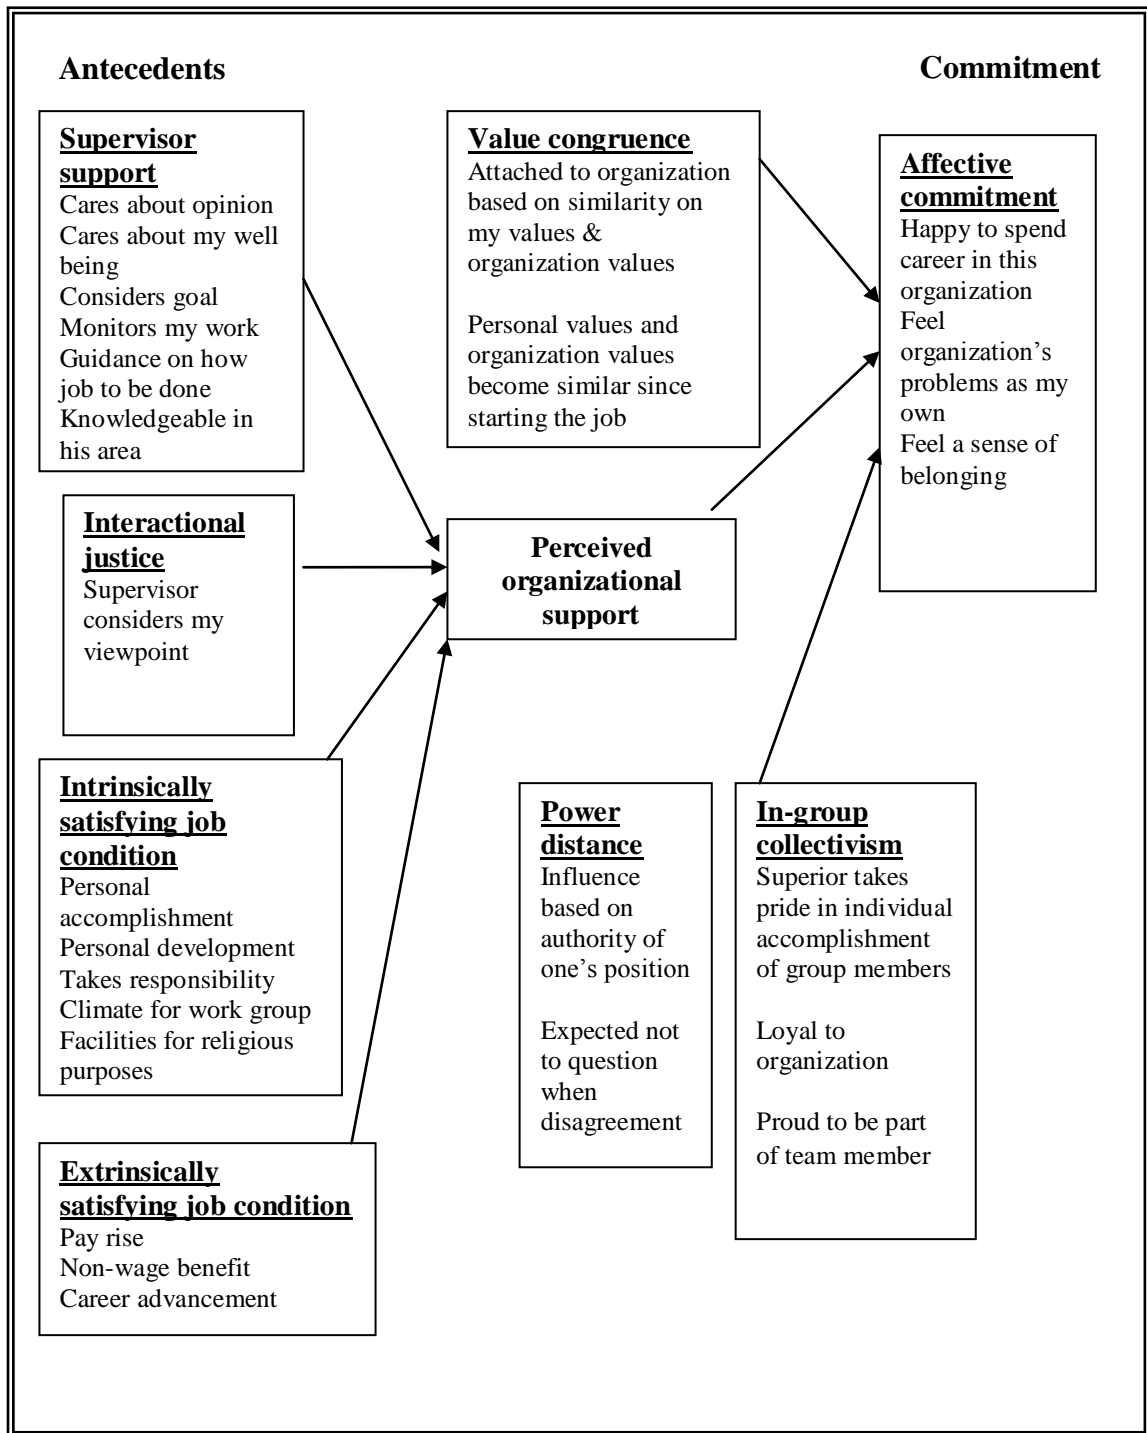 Antecedents
Commitment
Supervisor
support
Cares about opinion
Cares about my well
being
Considers goal
Monitors my work
Guidance on how
job to be done
Knowledgeable in
his area
Value congruence
Attached to organization
based on similarity on
my values &
organization values
Personal values and
organization values
become similar since
starting the job
Affective
commitment
Happy to spend
career in this
organization
Feel
organization’s
problems as my
own
Feel a sense of
belonging
Interactional
justice
Supervisor
considers my
viewpoint
Perceived
organizational
support
Intrinsically
satisfying job
condition
Personal
accomplishment
Personal development
Takes responsibility
Climate for work group
Facilities for religious
purposes
Power
distance
Influence
based on
authority of
one’s position
Expected not
to question
when
disagreement
In-group
collectivism
Superior takes
pride in individual
accomplishment
of group members
Loyal to
organization
Proud to be part
of team member
Extrinsically
satisfying job condition
Pay rise
Non-wage benefit
Career advancement